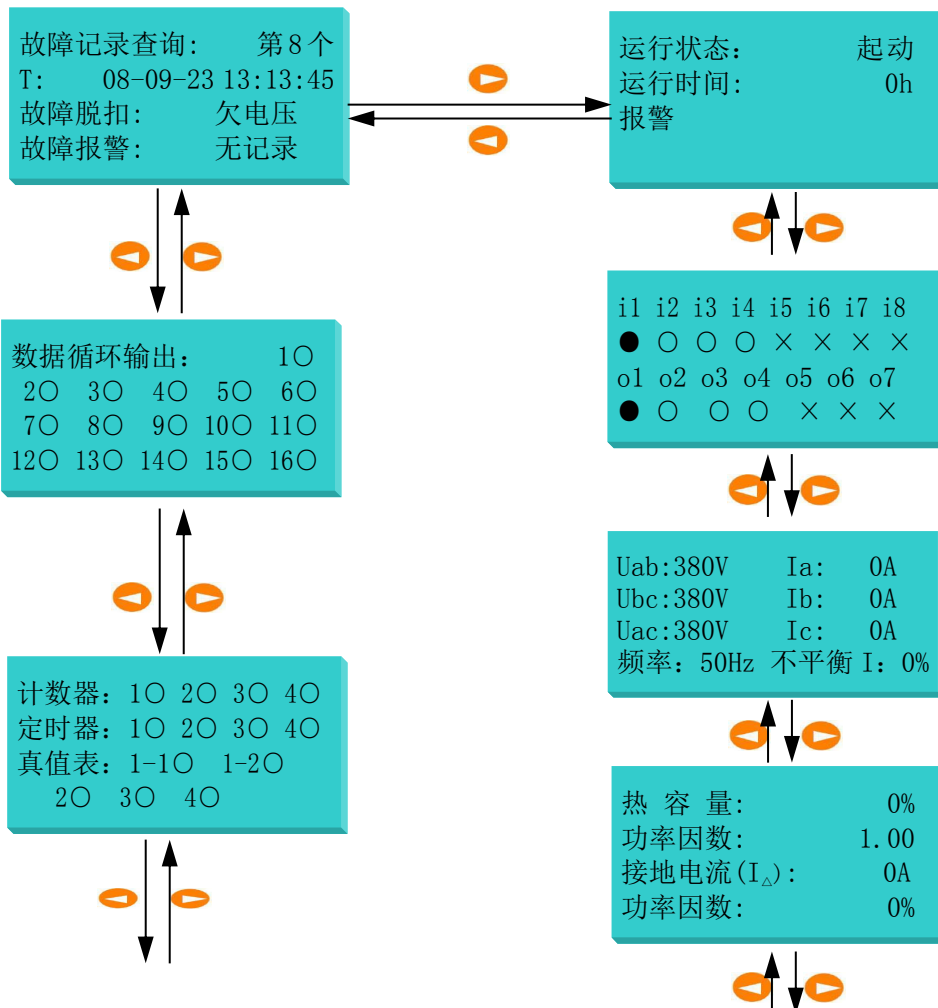 故障记录查询: 第8个
T: 08-09-23 13:13:45
故障脱扣: 欠电压
故障报警: 无记录
数据循环输出: 1○
2○ 3○ 4○ 5○ 6○
7○ 8○ 9○ 10○ 11○
12○ 13○ 14○ 15○ 16○
计数器: 1○ 2○ 3○ 4○
定时器: 1○ 2○ 3○ 4○
真值表: 1-1○ 1-2○
2○ 3○ 4○
运行状态: 起动
运行时间: 0h
报警
i1 i2 i3 i4 i5 i6 i7 i8
● ○ ○ ○ × × × ×
o1 o2 o3 o4 o5 o6 o7
● ○ ○ ○ × × ×
Uab:380V Ia: 0A
Ubc:380V Ib: 0A
Uac:380V Ic: 0A
频率: 50Hz 不平衡I: 0%
热 容 量: 0%
功率因数: 1.00
接地电流(I△): 0A
功率因数: 0%